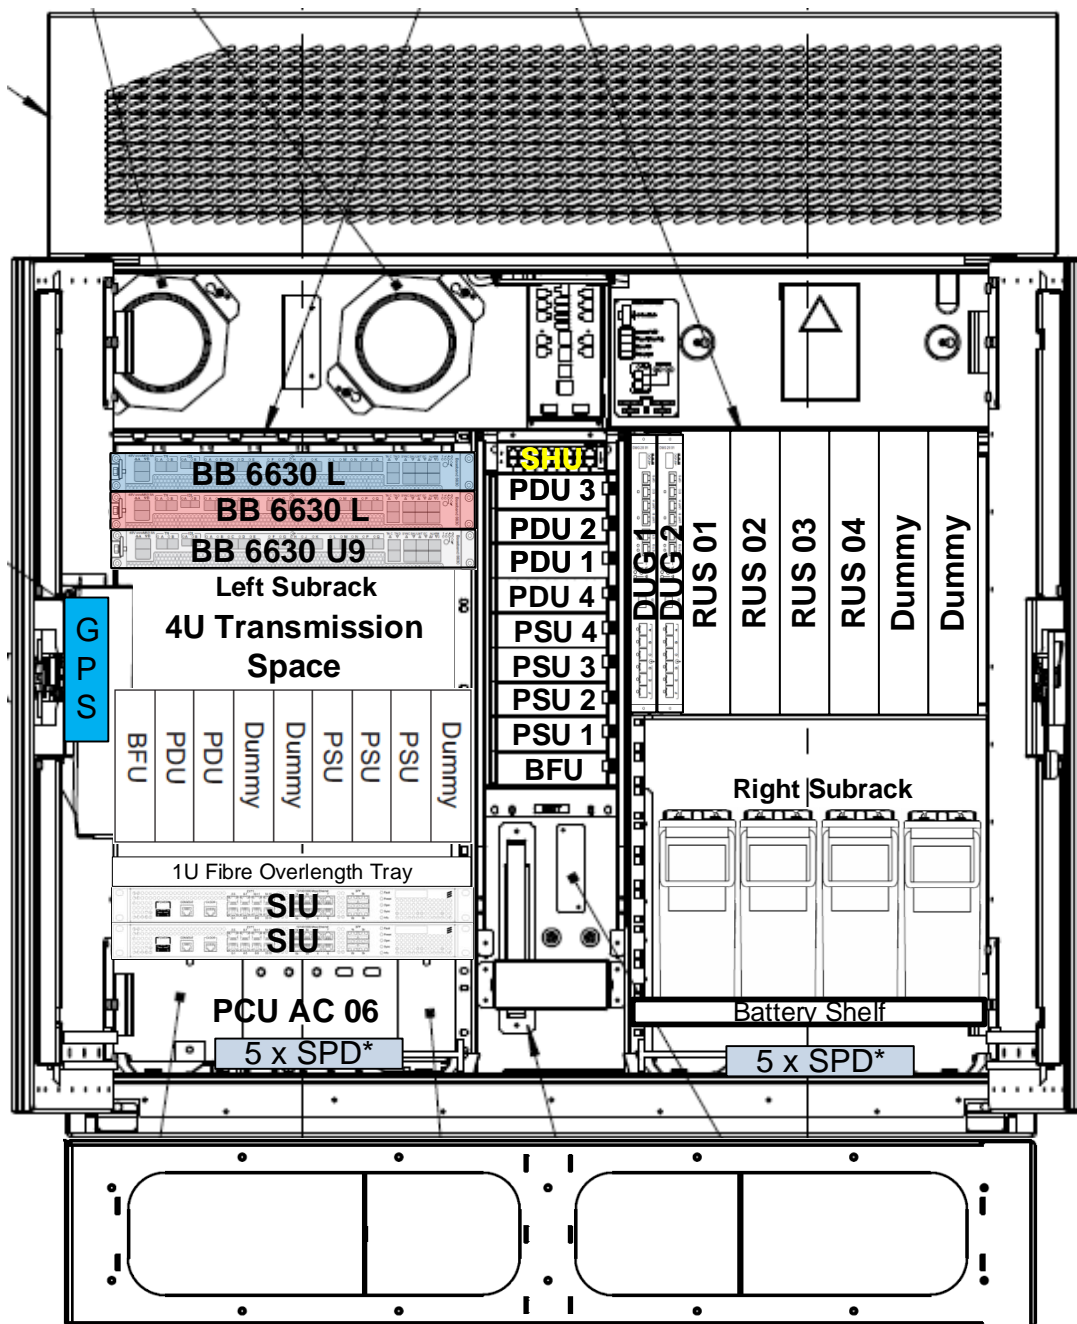 BB 6630 L
BB 6630 L
BB 6630 U9
Left Subrack
4U Transmission
Space
GPS
BFU
PDU
PDU
Dummy
Dummy
PSU
PSU
PSU
Dummy
1U Fibre Overlength Tray
SIU
SIU
PCU AC 06
5 x SPD*
SHU
PDU 3
PDU 2
PDU 1
PDU 4
PSU 4
PSU 3
PSU 2
PSU 1
BFU
DUG 1
DUG 2
RUS 01
RUS 02
RUS 03
RUS 04
Dummy
Dummy
Right Subrack
Battery Shelf
5 x SPD*